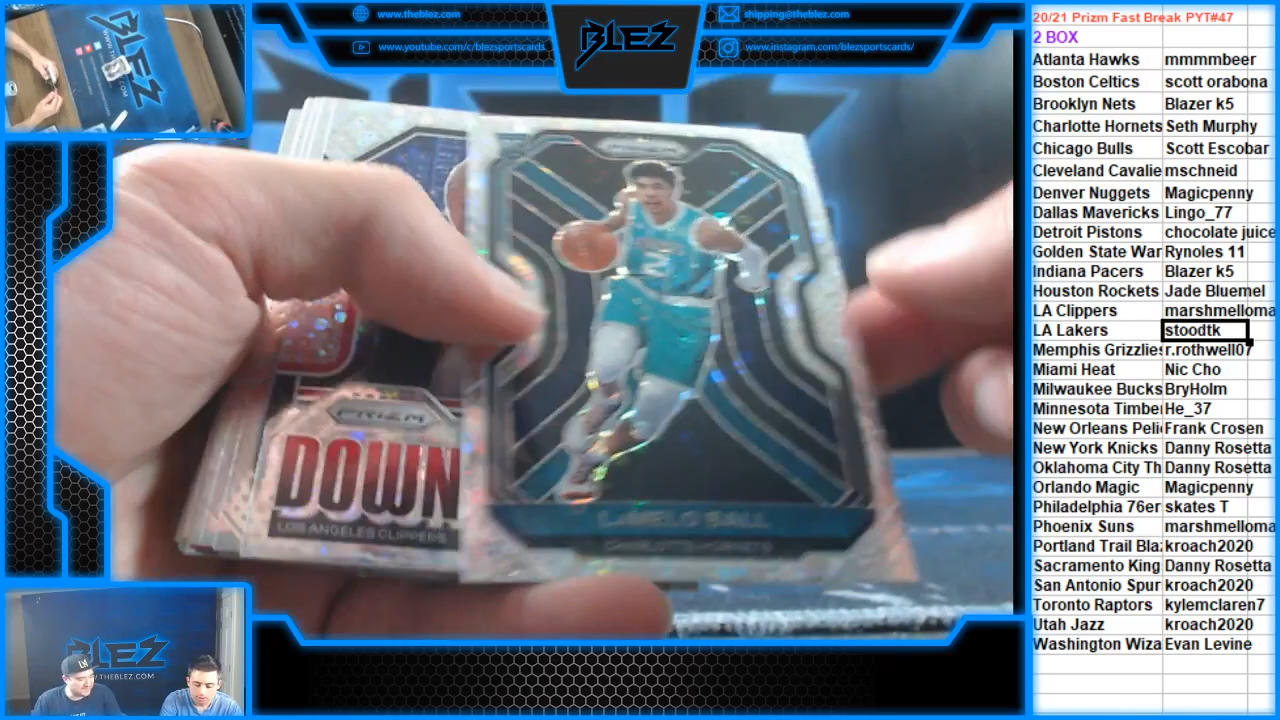 www.theblez.com
shipping@theblez.com
www.youtube.com/c/blezsportscards
www.instagram.com/blezsportscards/
BLEZ
20/21 Prizm Fast Break PYT#47
2 BOX
Atlanta Hawks mmmmbeer
Boston Celtics scott orabona
Brooklyn Nets Blazer k5
Charlotte Hornets Seth Murphy
Chicago Bulls Scott Escobar
Cleveland Cavalie mschneid
Denver Nuggets Magicpenny
Dallas Mavericks Lingo_77
Detroit Pistons chocolate juice
Golden State War Rynoles 11
Indiana Pacers Blazer k5
Houston Rockets Jade Bluemel
LA Clippers marshmelloma
LA Lakers stoodtk
Memphis Grizzlies r.rothwell07
Miami Heat Nic Cho
Milwaukee Bucks BryHolm
Minnesota Timber He_37
New Orleans Peli Frank Crosen
New York Knicks Danny Rosetta
Oklahoma City Th Danny Rosetta
Orlando Magic Magicpenny
Philadelphia 76er skates T
Phoenix Suns marshmelloma
Portland Trail Bla kroach2020
Sacramento King Danny Rosetta
San Antonio Spur kroach2020
Toronto Raptors kylemclaren7
Utah Jazz kroach2020
Washington Wiza Evan Levine
PRIZM
DOWN
LOS ANGELES CLIPPERS
LAMELO BALL
CHARLOTTE HORNETS
BLEZ
BLEZ
WWW.THEBLEZ.COM